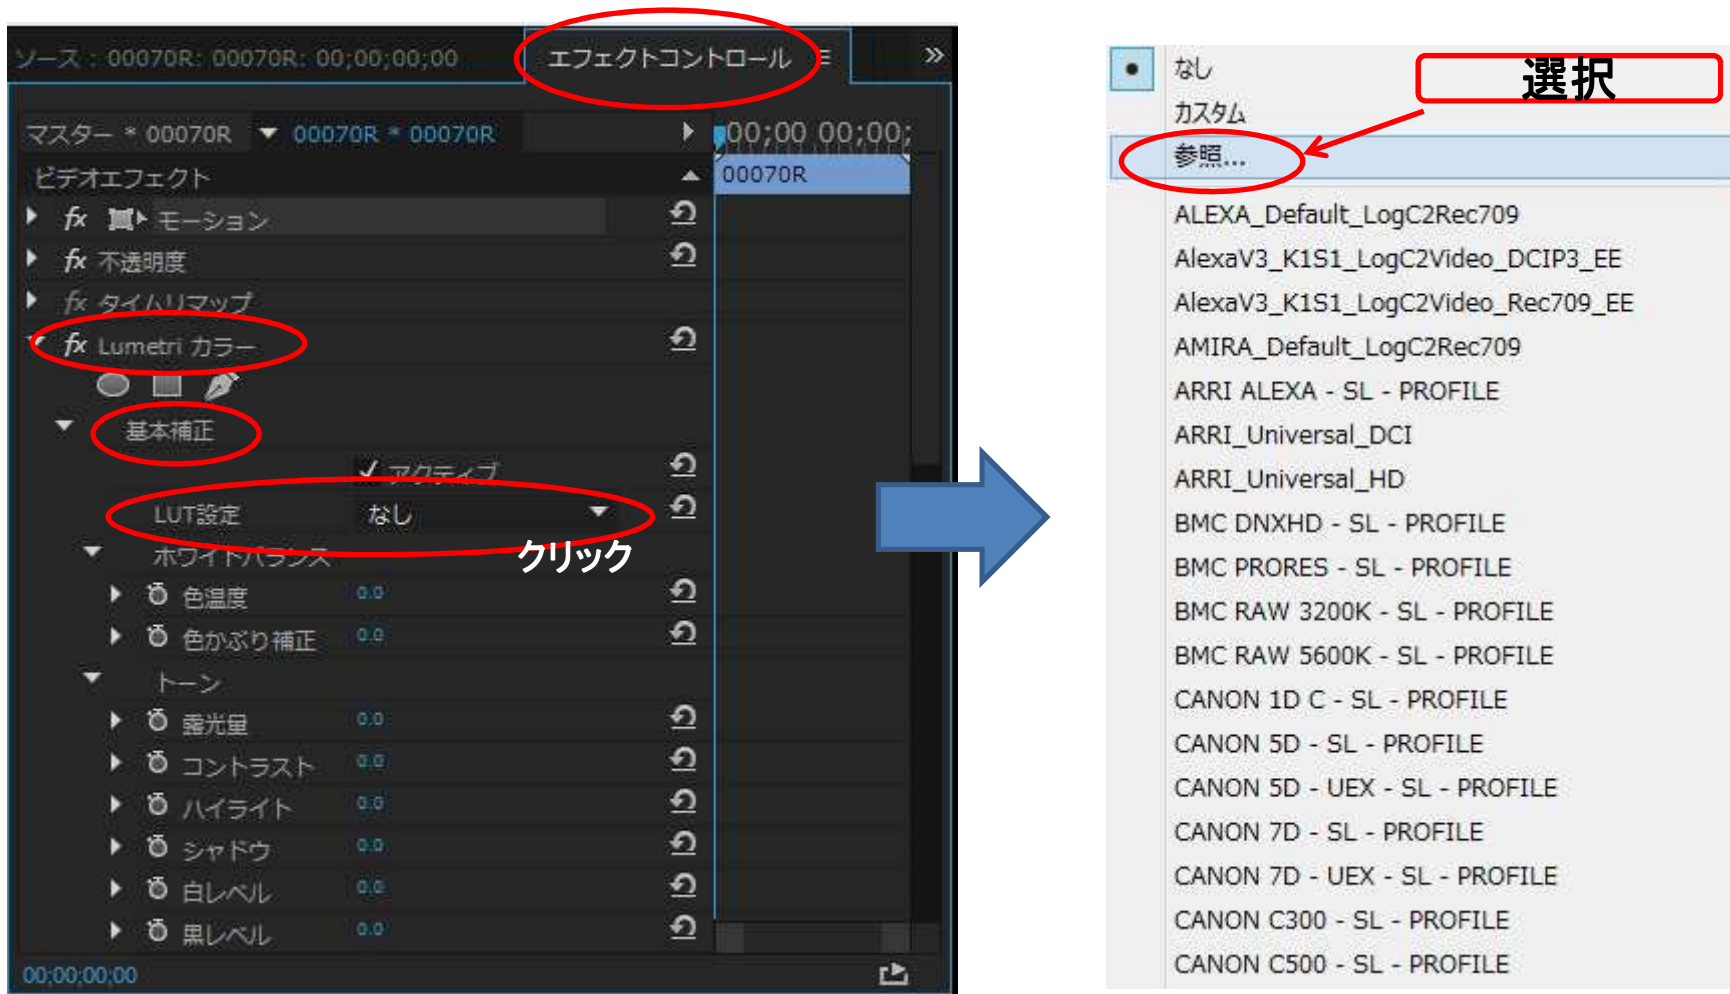 ソース : 00070R: 00070R: 00;00;00;00
エフェクトコントロール
マスター * 00070R
00070R * 00070R
00;00 00;00;
ビデオエフェクト
00070R
fx モーション
fx 不透明度
fx タイムリマップ
fx Lumetri カラー
基本補正
アクティブ
LUT設定 なし
クリック
ホワイトバランス
色温度 0.0
色かぶり補正 0.0
トーン
露光量 0.0
コントラスト 0.0
ハイライト 0.0
シャドウ 0.0
白レベル 0.0
黒レベル 0.0
00;00;00;00
なし
選択
カスタム
参照...
ALEXA_Default_LogC2Rec709
AlexaV3_K1S1_LogC2Video_DCIP3_EE
AlexaV3_K1S1_LogC2Video_Rec709_EE
AMIRA_Default_LogC2Rec709
ARRI ALEXA - SL - PROFILE
ARRI_Universal_DCI
ARRI_Universal_HD
BMC DNXHD - SL - PROFILE
BMC PRORES - SL - PROFILE
BMC RAW 3200K - SL - PROFILE
BMC RAW 5600K - SL - PROFILE
CANON 1D C - SL - PROFILE
CANON 5D - SL - PROFILE
CANON 5D - UEX - SL - PROFILE
CANON 7D - SL - PROFILE
CANON 7D - UEX - SL - PROFILE
CANON C300 - SL - PROFILE
CANON C500 - SL - PROFILE